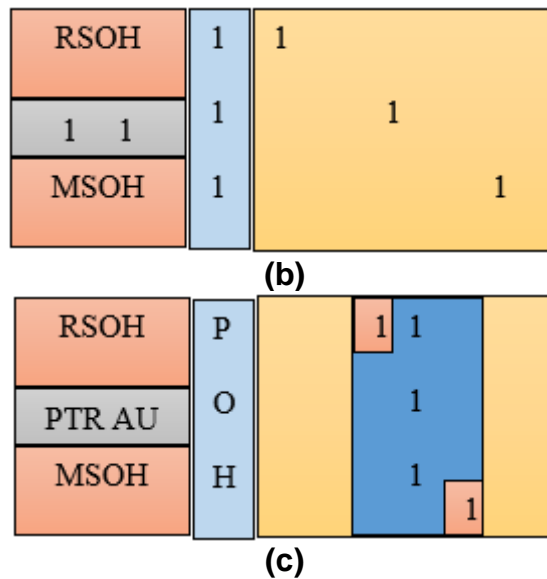 RSOH 1 1
1 1 1 1
MSOH 1 1
(b)
RSOH P 1 1
PTR AU O 1
MSOH H 1
1
(c)